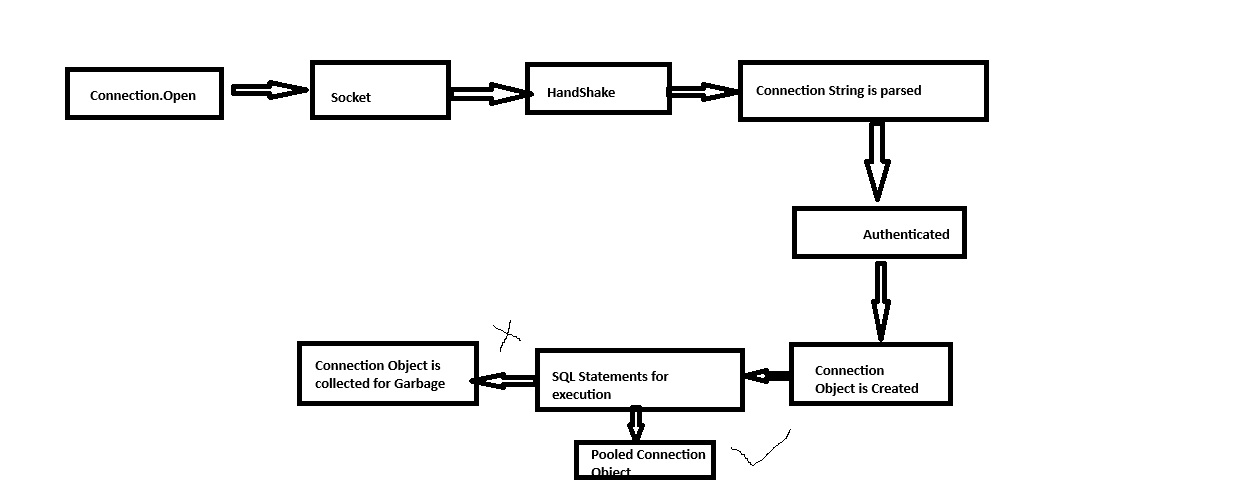 Connection.Open
Socket
HandShake
Connection String is parsed
Authenticated
Connection
Object is Created
SQL Statements for
execution
Connection Object is
collected for Garbage
Pooled Connection
Object